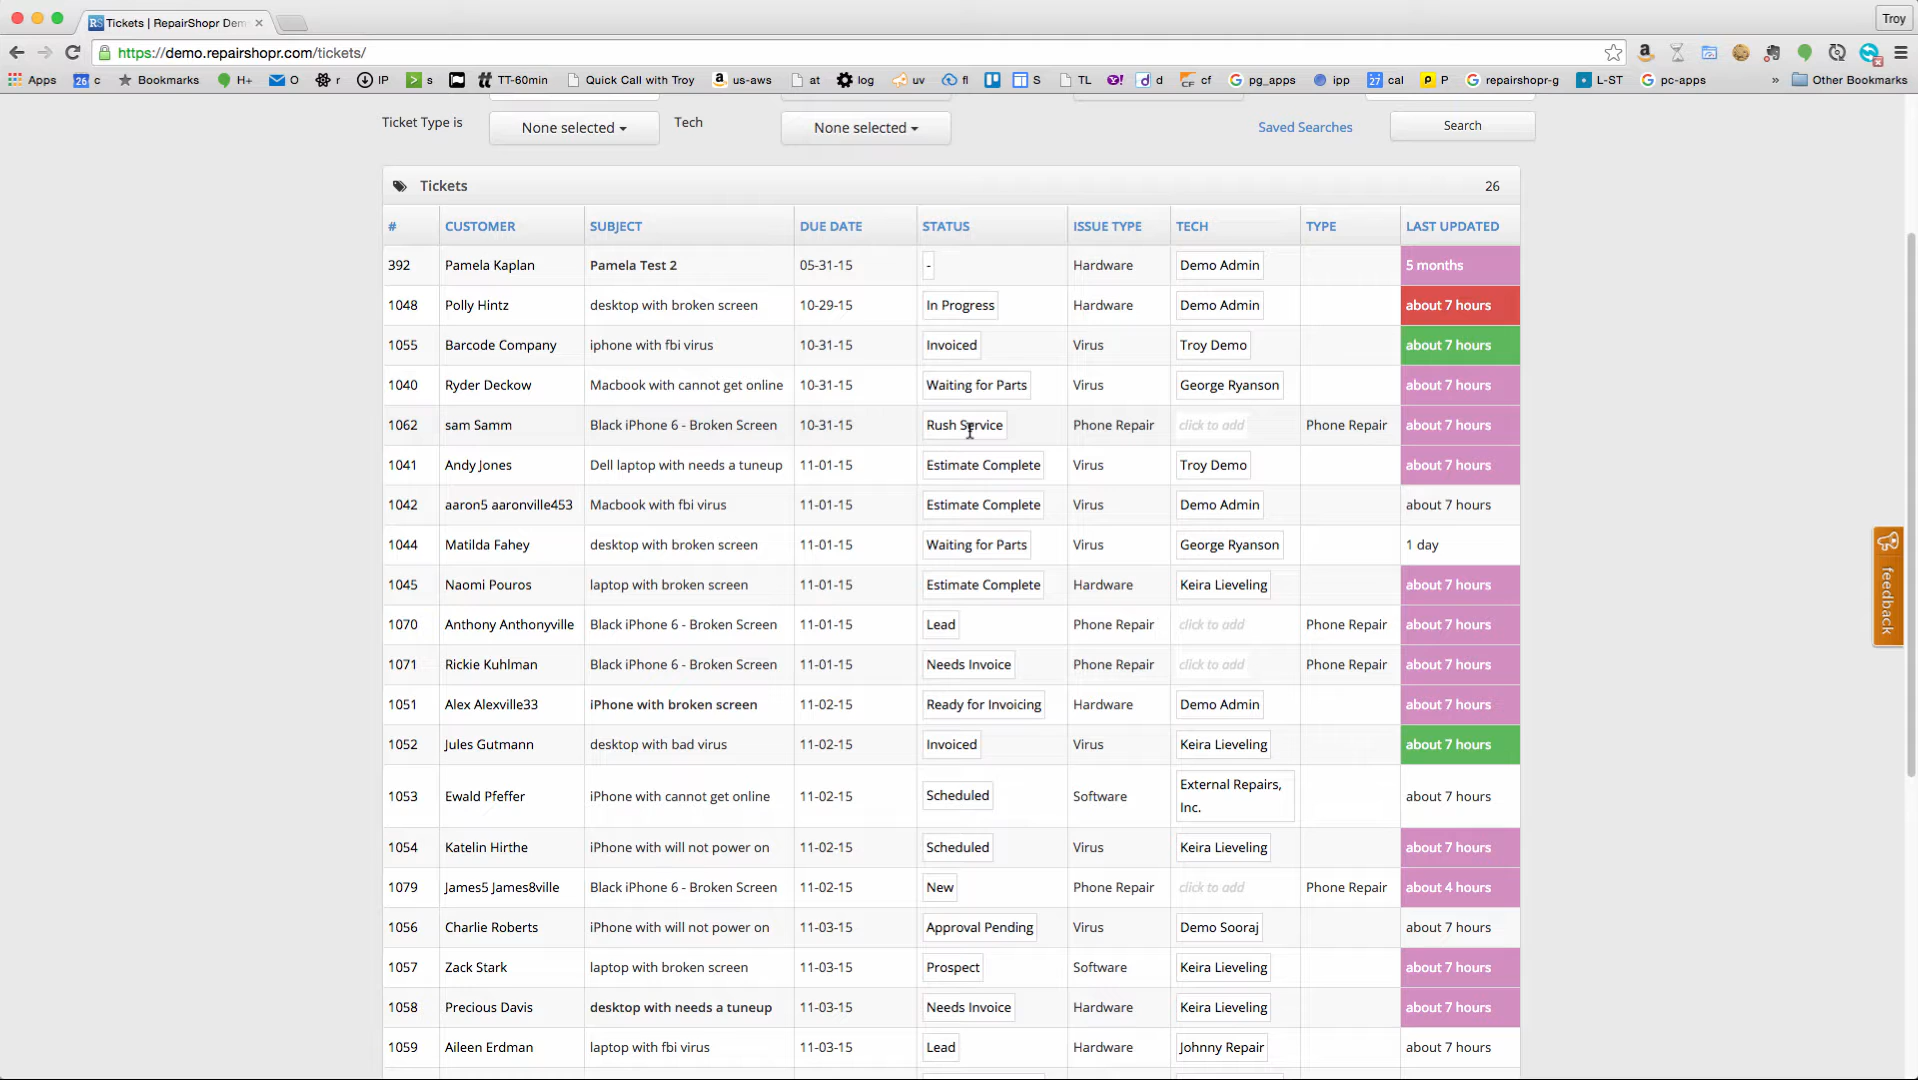 Tickets | RepairShopr Dem
Troy
https://demo.repairshopr.com/tickets/
Apps
26 c
Bookmarks
H+
O
r
IP
> s
TT-60min
Quick Call with Troy
us-aws
at
log
uv
fl
S
TL
Y!
d d
cf
pg_apps
ipp
27 cal
P P
repairshopr-g
L-ST
pc-apps
»
Other Bookmarks
Ticket Type is
None selected
Tech
None selected
Saved Searches
Search
Tickets 26
# CUSTOMER SUBJECT DUE DATE STATUS ISSUE TYPE TECH TYPE LAST UPDATED
392 Pamela Kaplan Pamela Test 2 05-31-15 - Hardware Demo Admin 5 months
1048 Polly Hintz desktop with broken screen 10-29-15 In Progress Hardware Demo Admin about 7 hours
1055 Barcode Company iphone with fbi virus 10-31-15 Invoiced Virus Troy Demo about 7 hours
1040 Ryder Deckow Macbook with cannot get online 10-31-15 Waiting for Parts Virus George Ryanson about 7 hours
1062 sam Samm Black iPhone 6 - Broken Screen 10-31-15 Rush Service Phone Repair click to add Phone Repair about 7 hours
1041 Andy Jones Dell laptop with needs a tuneup 11-01-15 Estimate Complete Virus Troy Demo about 7 hours
1042 aaron5 aaronville453 Macbook with fbi virus 11-01-15 Estimate Complete Virus Demo Admin about 7 hours
1044 Matilda Fahey desktop with broken screen 11-01-15 Waiting for Parts Virus George Ryanson 1 day
1045 Naomi Pouros laptop with broken screen 11-01-15 Estimate Complete Hardware Keira Lieveling about 7 hours
1070 Anthony Anthonyville Black iPhone 6 - Broken Screen 11-01-15 Lead Phone Repair click to add Phone Repair about 7 hours
1071 Rickie Kuhlman Black iPhone 6 - Broken Screen 11-01-15 Needs Invoice Phone Repair click to add Phone Repair about 7 hours
1051 Alex Alexville33 iPhone with broken screen 11-02-15 Ready for Invoicing Hardware Demo Admin about 7 hours
1052 Jules Gutmann desktop with bad virus 11-02-15 Invoiced Virus Keira Lieveling about 7 hours
1053 Ewald Pfeffer iPhone with cannot get online 11-02-15 Scheduled Software External Repairs, Inc. about 7 hours
1054 Katelin Hirthe iPhone with will not power on 11-02-15 Scheduled Virus Keira Lieveling about 7 hours
1079 James5 James8ville Black iPhone 6 - Broken Screen 11-02-15 New Phone Repair click to add Phone Repair about 4 hours
1056 Charlie Roberts iPhone with will not power on 11-03-15 Approval Pending Virus Demo Sooraj about 7 hours
1057 Zack Stark laptop with broken screen 11-03-15 Prospect Software Keira Lieveling about 7 hours
1058 Precious Davis desktop with needs a tuneup 11-03-15 Needs Invoice Hardware Keira Lieveling about 7 hours
1059 Aileen Erdman laptop with fbi virus 11-03-15 Lead Hardware Johnny Repair about 7 hours
feedback